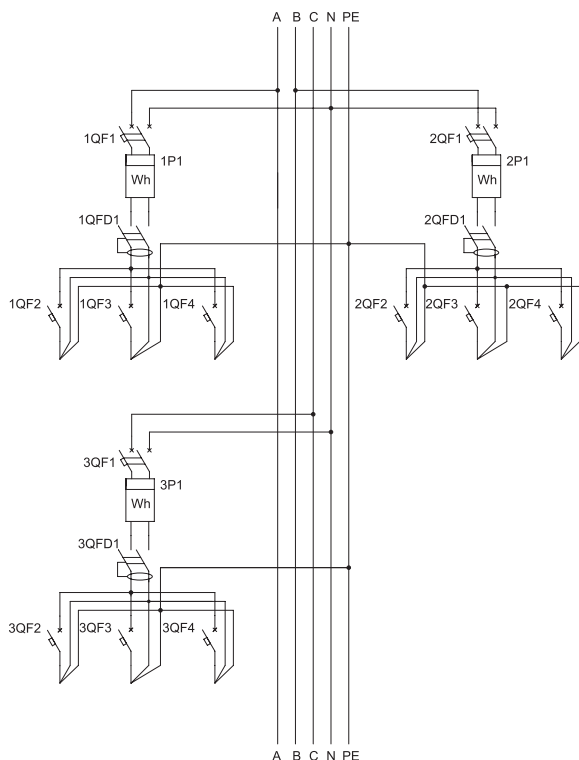 A B C N PE
1QF1
1P1
Wh
1QFD1
1QF2 1QF3 1QF4
2QF1
2P1
Wh
2QFD1
2QF2 2QF3 2QF4
3QF1
3P1
Wh
3QFD1
3QF2 3QF3 3QF4
A B C N PE